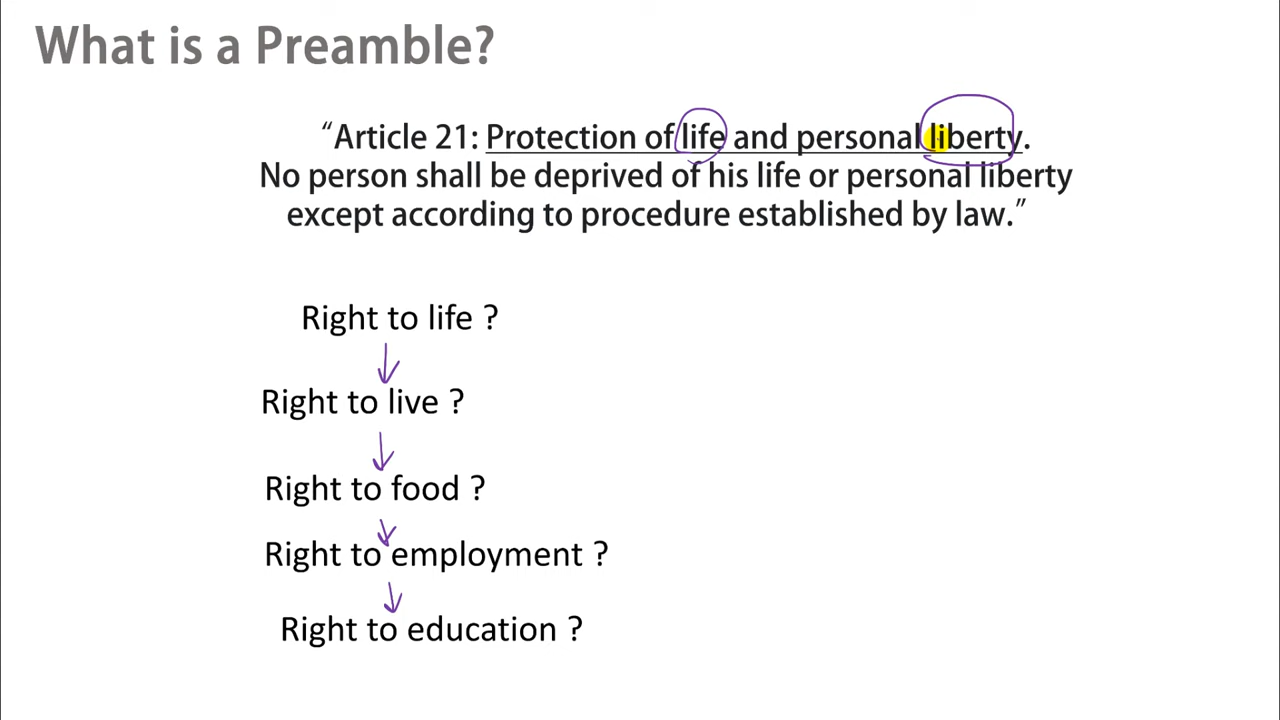 What is a Preamble?
“Article 21: Protection of life and personal liberty.
No person shall be deprived of his life or personal liberty
except according to procedure established by law.”
Right to life ?
Right to live ?
Right to food ?
Right to employment ?
Right to education ?